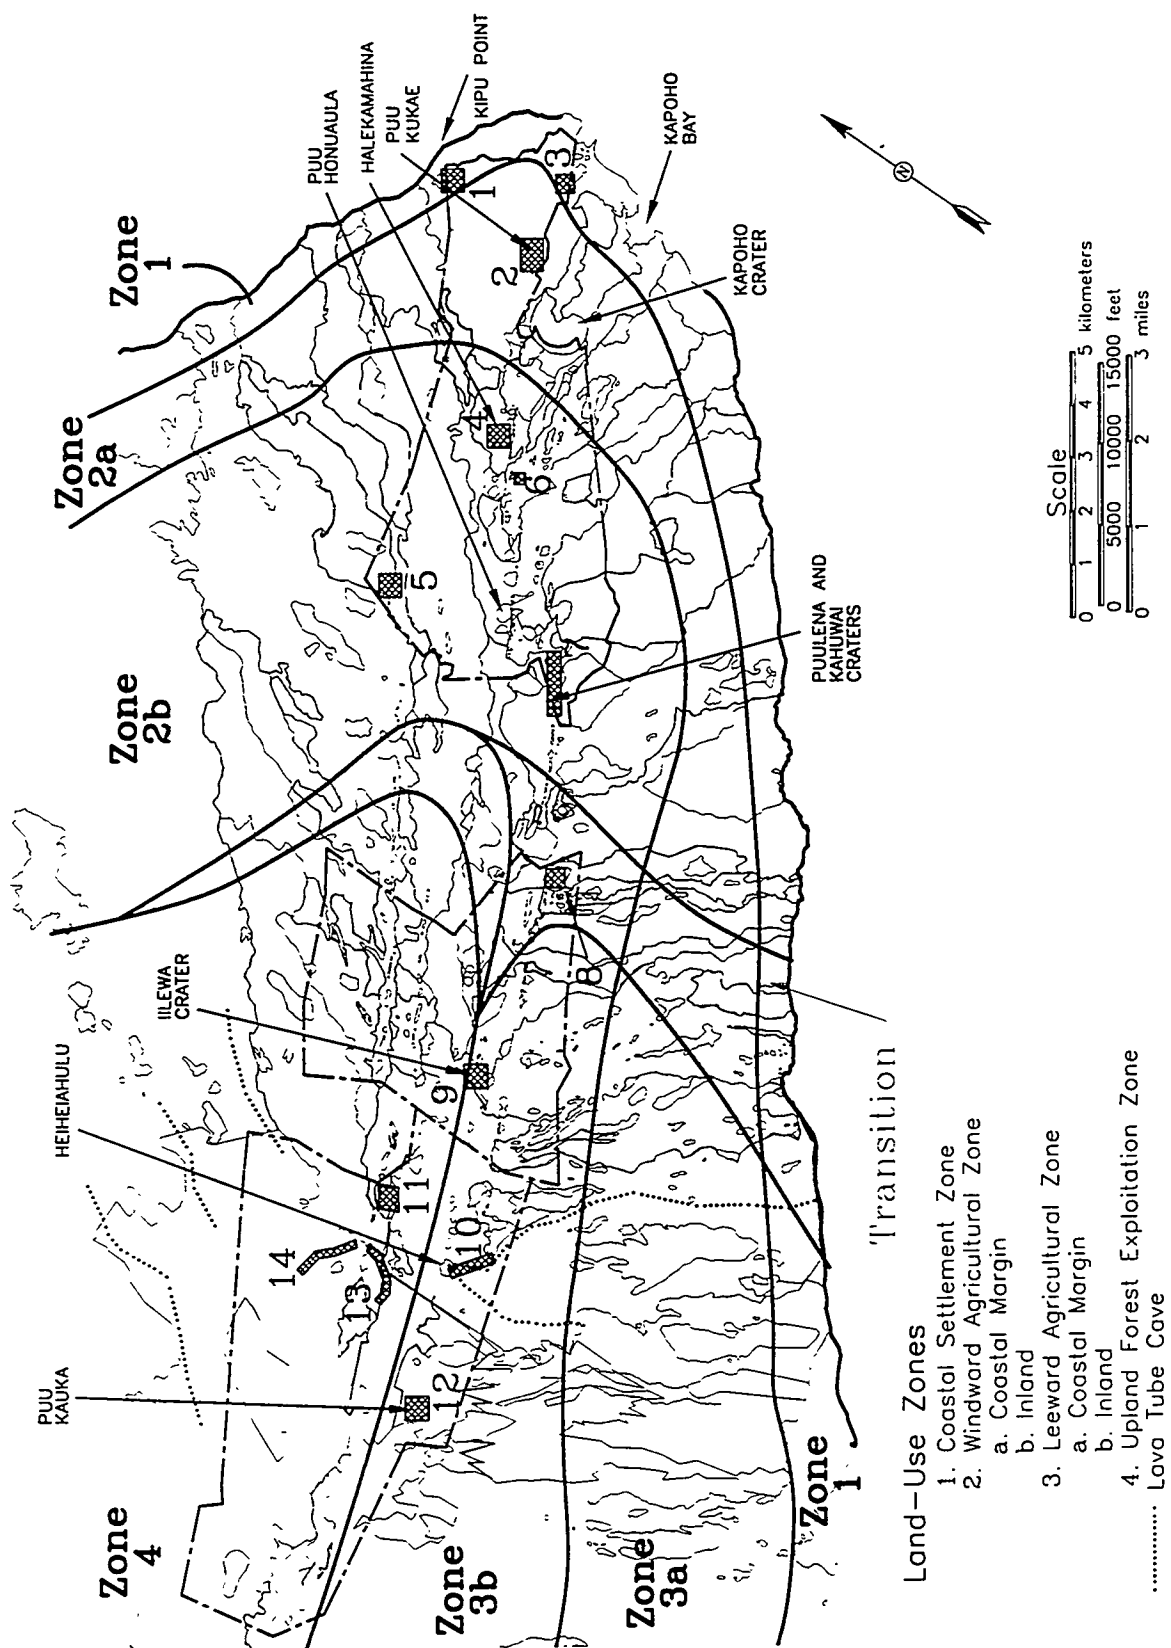 PUU
KAUKA
HEIHEIAHULU
IILEWA
CRATER
Zone
4
Zone
2b
Zone
2a
Zone
1
PUU
HONUAULA
HALEKAMAHINA
PUU
KUKAE
KIPU POINT
14
13
11
12
10
9
7
8
5
4
6
2
1
3
Zone
3b
Zone
3a
Zone
1
KAPOHO
BAY
KAPOHO
CRATER
PUULENA AND
KAHUWAI
CRATERS
Transition
N
Land-Use Zones
1. Coastal Settlement Zone
2. Windward Agricultural Zone
a. Coastal Margin
b. Inland
3. Leeward Agricultural Zone
a. Coastal Margin
b. Inland
4. Upland Forest Exploitation Zone
........... Lava Tube Cave
Scale
0 1 2 3 4 5 kilometers
0 5000 10000 15000 feet
0 1 2 3 miles